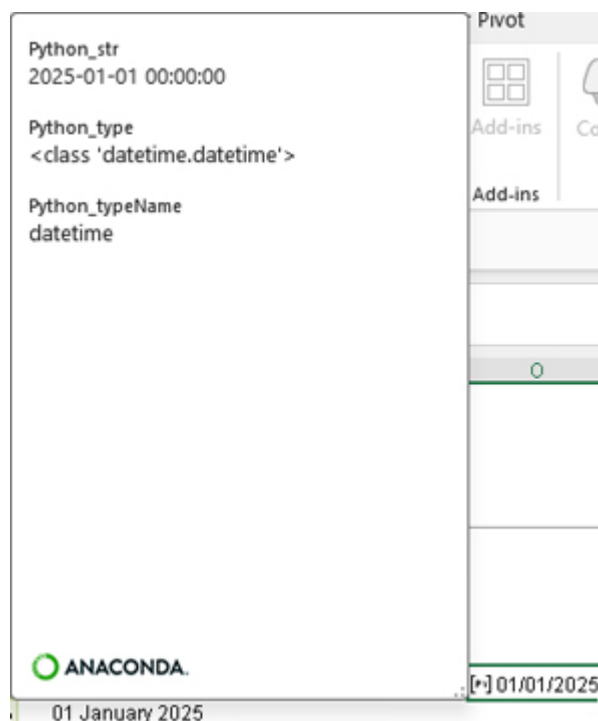 Python_str
2025-01-01 00:00:00
Python_type
<class 'datetime.datetime'>
Python_typeName
datetime
ANACONDA.
Pivot
Add-ins
Co
Add-ins
O
01/01/2025
01 January 2025